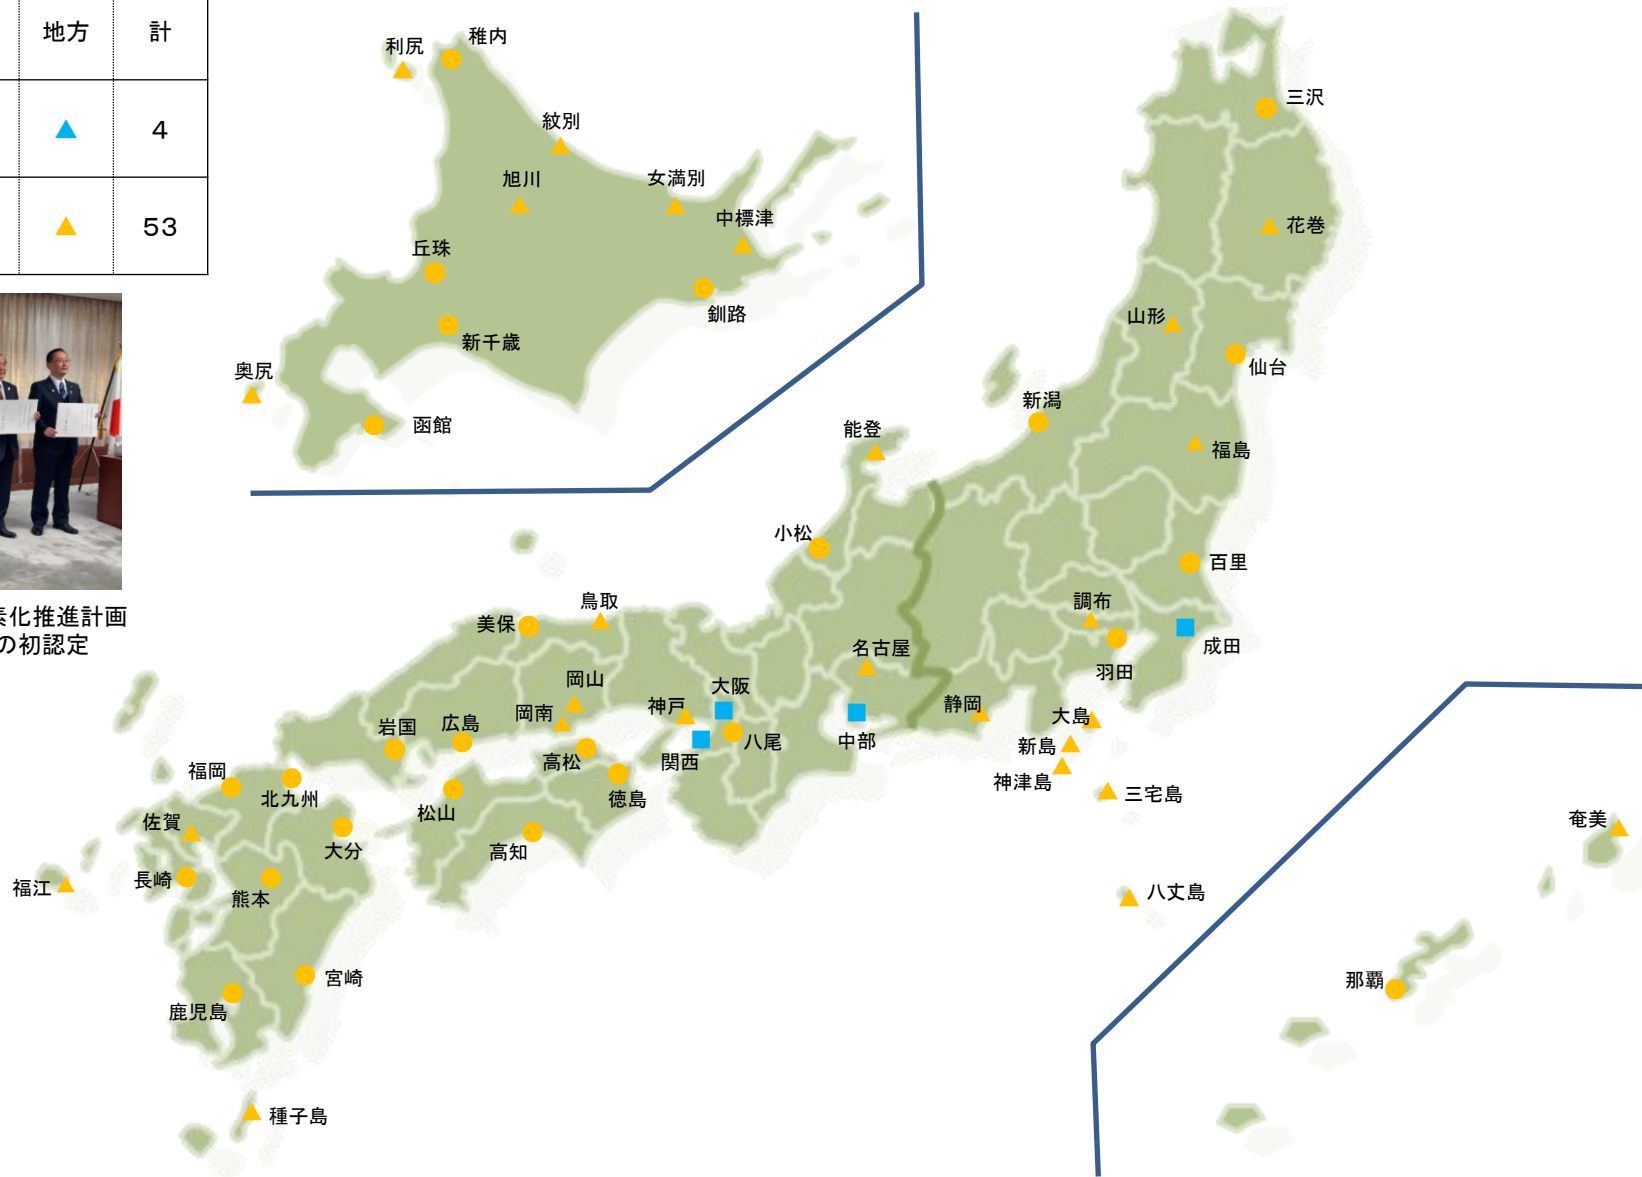 地方 計
4
53
素化推進計画
の初認定
利尻
稚内
紋別
旭川
女満別
中標津
丘珠
釧路
新千歳
奥尻
函館
三沢
花巻
山形
仙台
新潟
福島
能登
小松
百里
調布
成田
羽田
名古屋
静岡
大島
新島
神津島
三宅島
八丈島
中部
鳥取
美保
岡山
岡南
神戸
大阪
八尾
関西
岩国
広島
高松
徳島
松山
高知
福岡
北九州
佐賀
大分
長崎
熊本
福江
宮崎
鹿児島
種子島
奄美
那覇